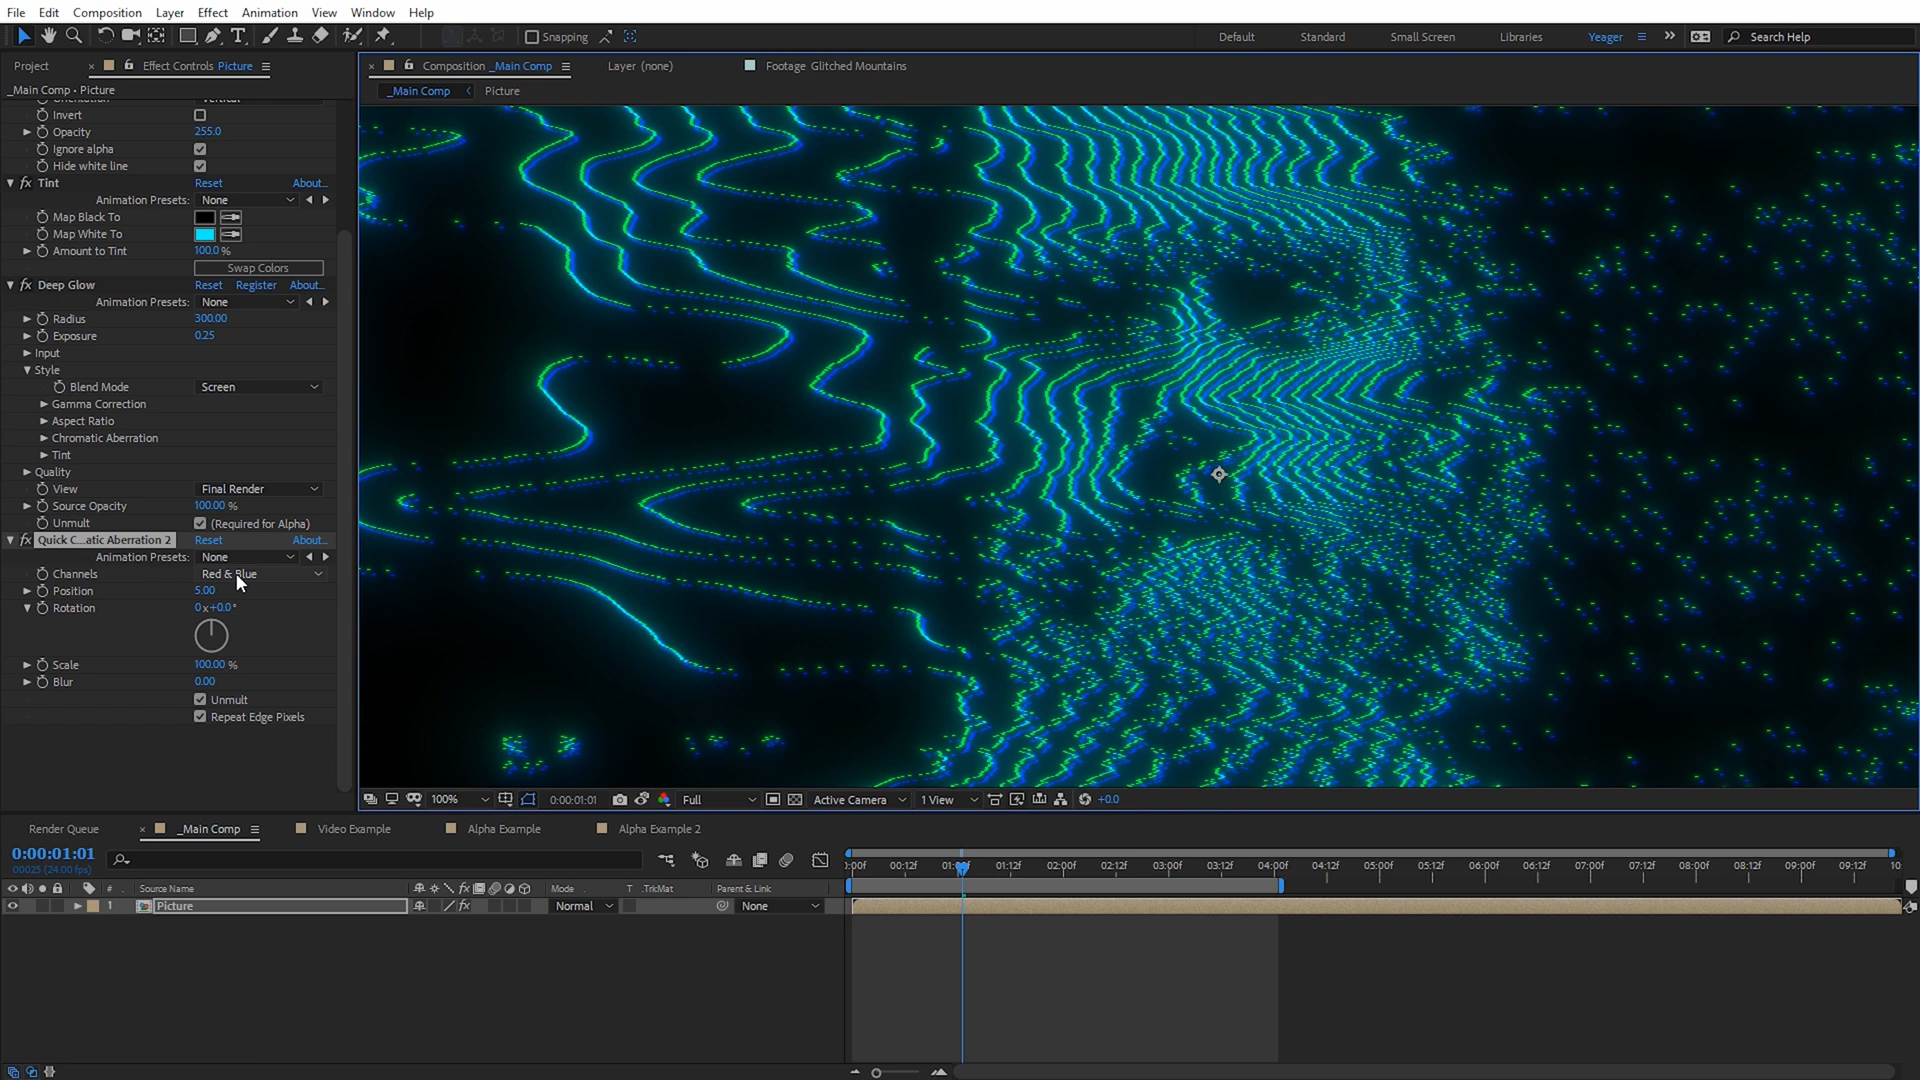 File Edit Composition Layer Effect Animation View Window Help
Snapping Default Standard Small Screen Libraries Yeager Search Help
Project Effect Controls Picture Composition _Main Comp Layer (none) Footage Glitched Mountains
_Main Comp • Picture _Main Comp Picture
Orientation Vertical
Invert
Opacity 255.0
Ignore alpha
Hide white line
Tint Reset About...
Animation Presets: None
Map Black To
Map White To
Amount to Tint 100.0 %
Swap Colors
Deep Glow Reset Register About...
Animation Presets: None
Radius 300.00
Exposure 0.25
Input
Style
Blend Mode Screen
Gamma Correction
Aspect Ratio
Chromatic Aberration
Tint
Quality
View Final Render
Source Opacity 100.00 %
Unmult (Required for Alpha)
Quick C...atic Aberration 2 Reset About...
Animation Presets: None
Channels Red & Blue
Position 5.00
Rotation 0x+0.0°
Scale 100.00 %
Blur 0.00
Unmult
Repeat Edge Pixels
100% 0:00:01:01 Full Active Camera 1 View +0.0
Render Queue _Main Comp Video Example Alpha Example Alpha Example 2
0:00:01:01
00025 (24.00 fps)
:00f 00:12f 01:00f 01:12f 02:00f 02:12f 03:00f 03:12f 04:00f 04:12f 05:00f 05:12f 06:00f 06:12f 07:00f 07:12f 08:00f 08:12f 09:00f 09:12f 10
# Source Name Mode T .TrkMat Parent & Link
1 Picture Normal None